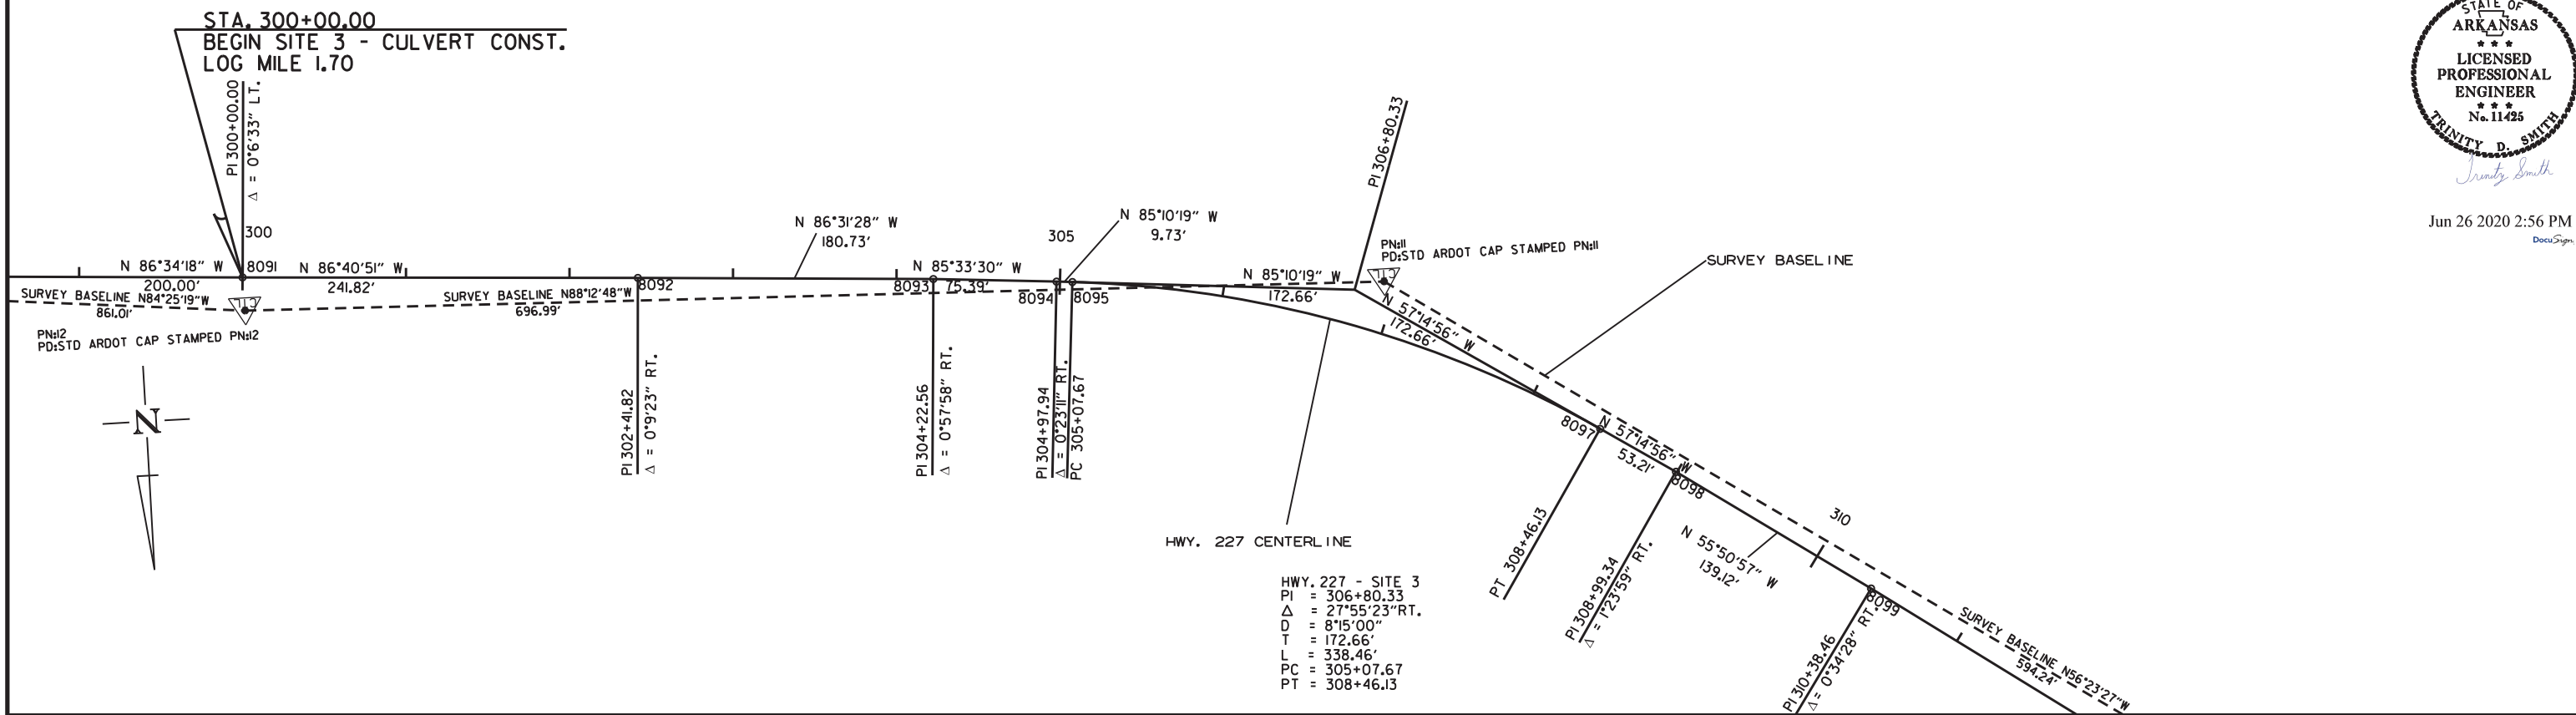 STA. 300+00.00
BEGIN SITE 3 - CULVERT CONST.
LOG MILE 1.70
PI 300+00.00
Δ = 0°6'33" LT.
300
N 86°34'18" W
8091
N 86°40'51" W
200.00'
241.82'
SURVEY BASELINE N84°25'19"W
861.01'
CTL
PN:12
PD:STD ARDOT CAP STAMPED PN:12
SURVEY BASELINE N88°12'48"W
696.99'
N
8092
PI 302+41.82
Δ = 0°9'23" RT.
N 86°31'28" W
180.73'
8093
N 85°33'30" W
75.39'
PI 304+22.56
Δ = 0°57'58" RT.
305
8094
8095
N 85°10'19" W
9.73'
PI 304+97.94
Δ = 0°23'11" RT.
PC 305+07.67
N 85°10'19" W
172.66'
PI 306+80.33
CTL
PN:11
PD:STD ARDOT CAP STAMPED PN:11
SURVEY BASELINE
N 57°14'56" W
172.66'
HWY. 227 CENTERLINE
8097
N 57°14'56" W
53.21'
PT 308+46.13
8098
PI 308+99.34
Δ = 1°23'59" RT.
N 55°50'57" W
139.12'
310
8099
PI 310+38.46
Δ = 0°34'28" RT.
SURVEY BASELINE N56°23'27"W
594.24'
HWY. 227 - SITE 3
PI = 306+80.33
Δ = 27°55'23"RT.
D = 8°15'00"
T = 172.66'
L = 338.46'
PC = 305+07.67
PT = 308+46.13
STATE OF
ARKANSAS
* * *
LICENSED
PROFESSIONAL
ENGINEER
* * *
No. 11425
TRINITY D. SMITH
Trinity Smith
Jun 26 2020 2:56 PM
DocuSign